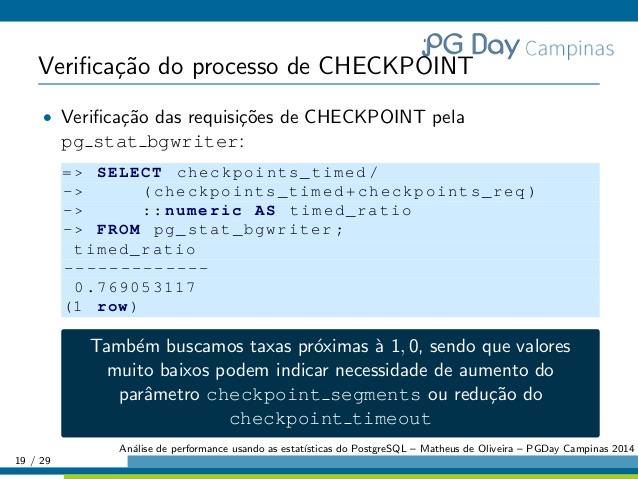 PG Day Campinas
Verificação do processo de CHECKPOINT
• Verificação das requisições de CHECKPOINT pela
pg_stat_bgwriter:
=> SELECT checkpoints_timed/
->     (checkpoints_timed+checkpoints_req)
->     ::numeric AS timed_ratio
-> FROM pg_stat_bgwriter;
timed_ratio
-------------
0.769053117
(1 row)
Também buscamos taxas próximas à 1, 0, sendo que valores
muito baixos podem indicar necessidade de aumento do
parâmetro checkpoint_segments ou redução do
checkpoint_timeout
Análise de performance usando as estatísticas do PostgreSQL – Matheus de Oliveira – PGDay Campinas 2014
19 / 29